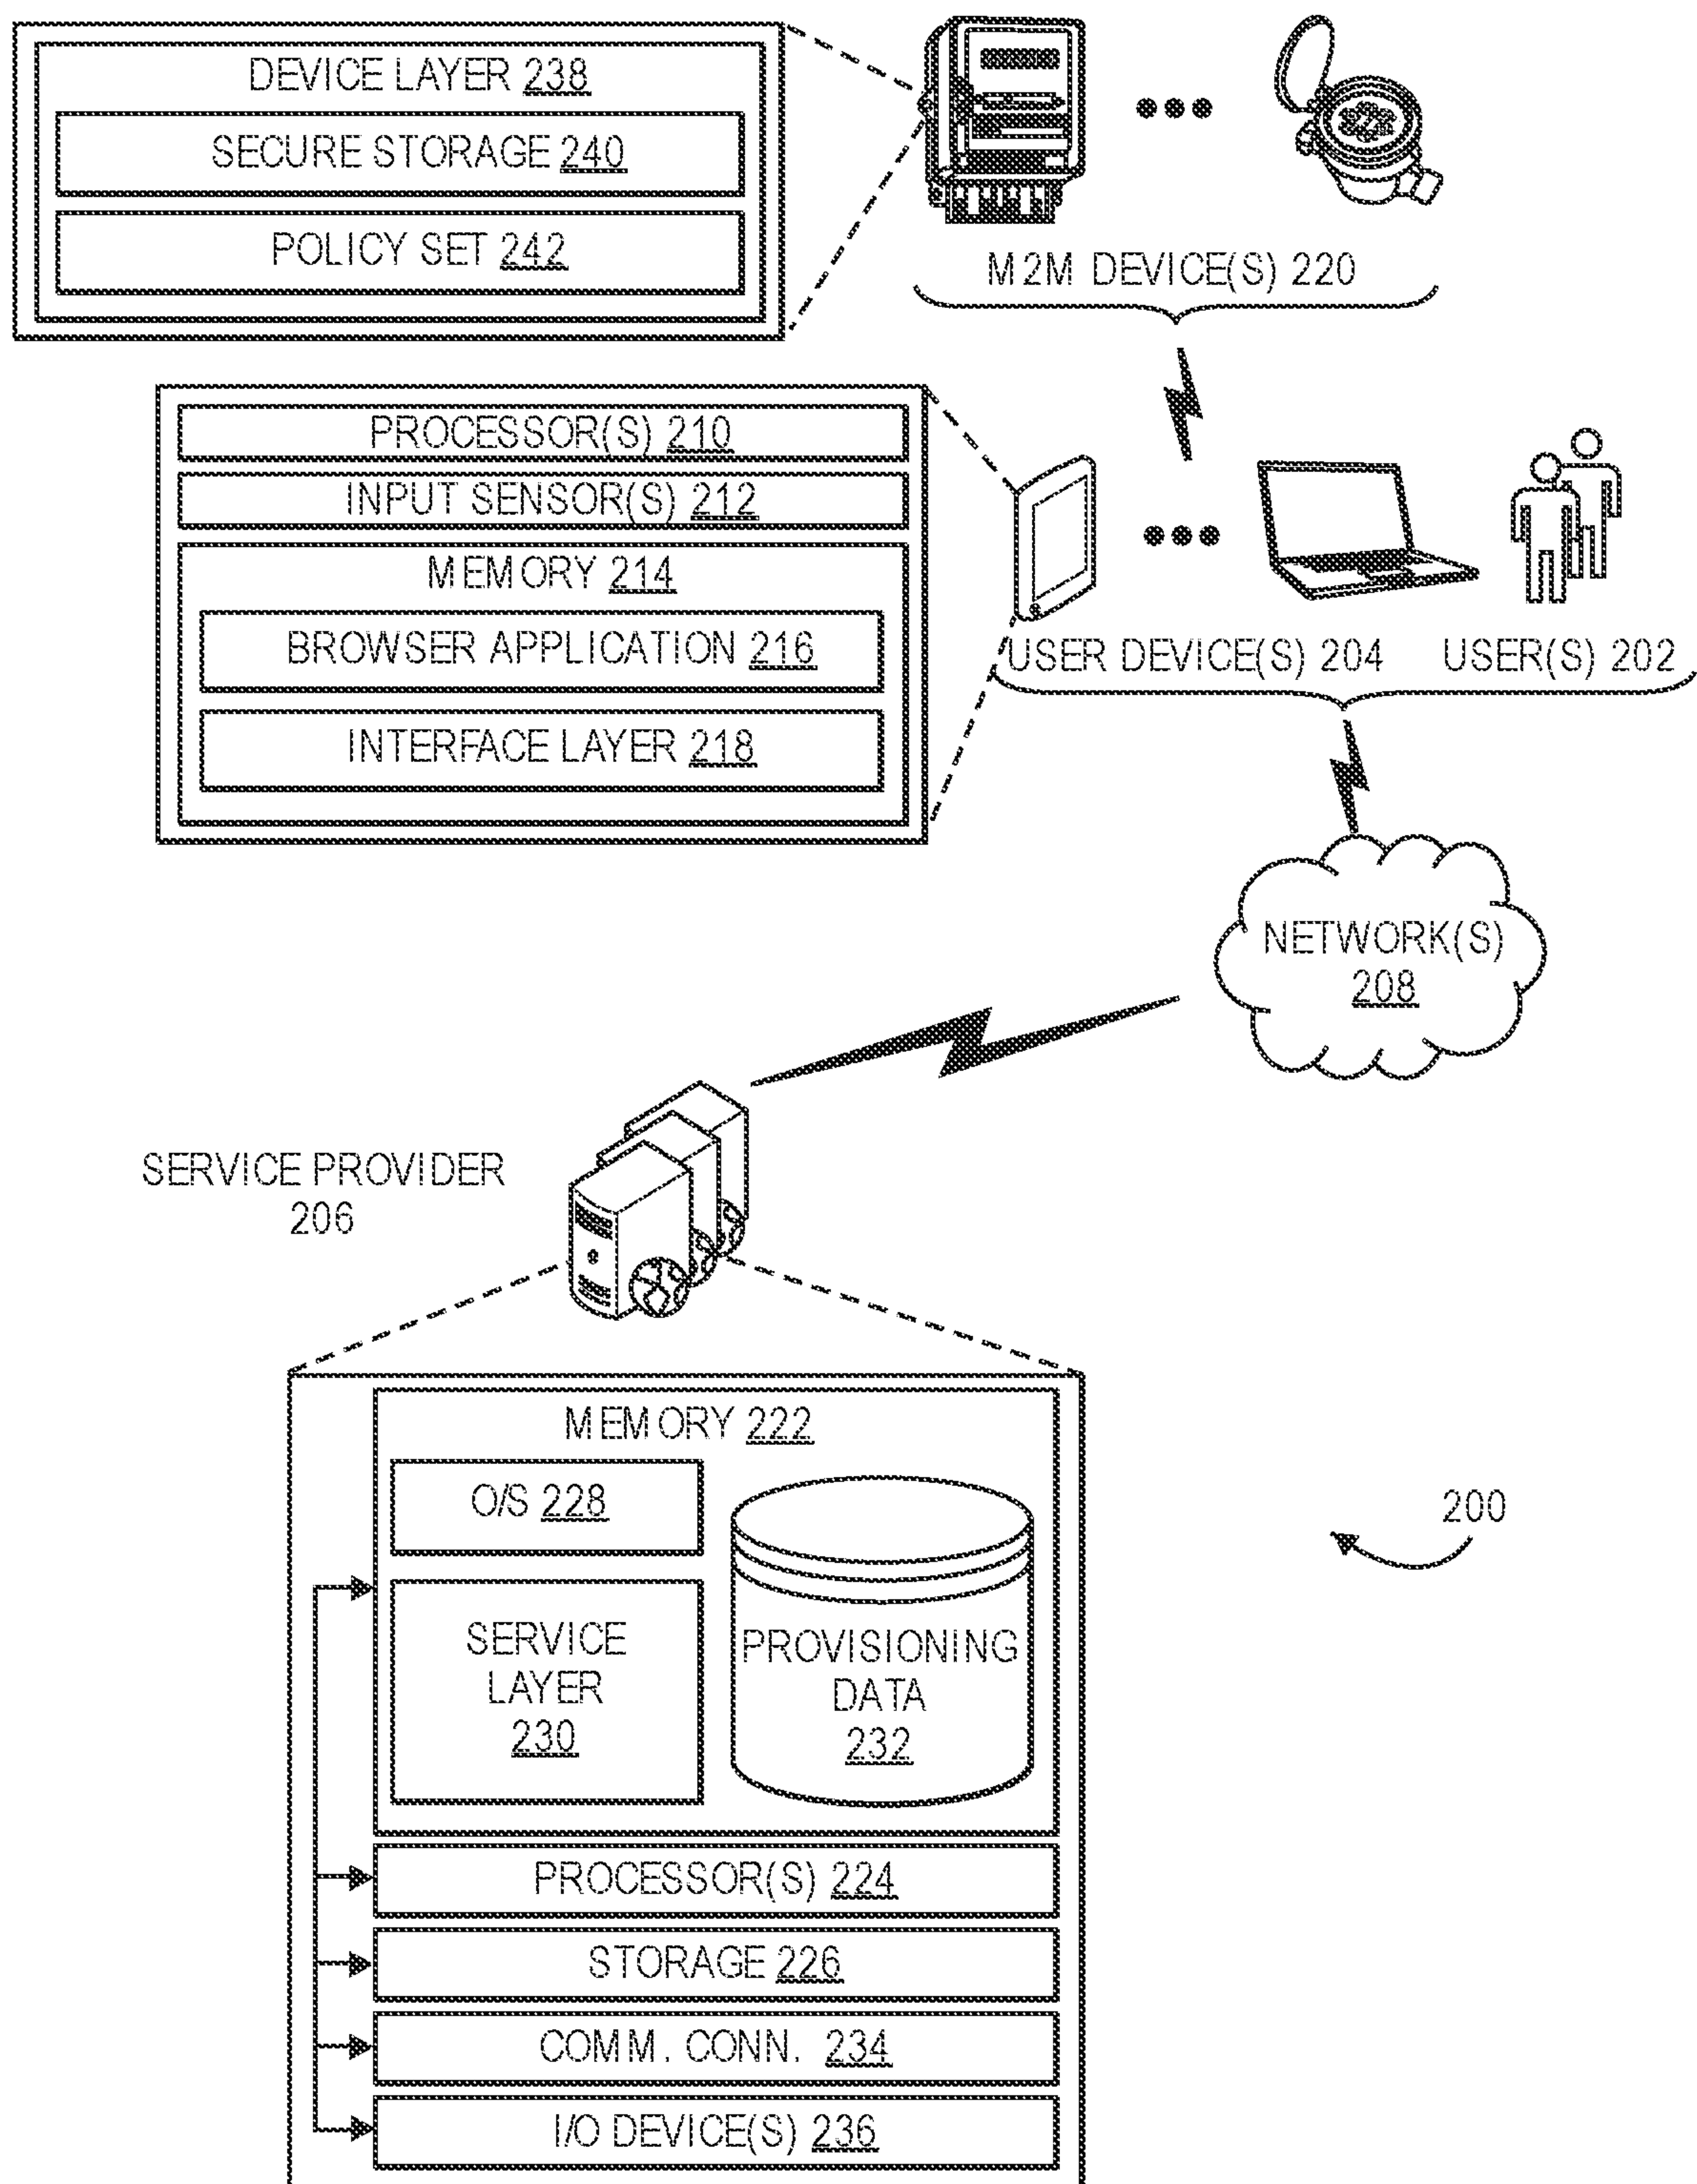 DEVICE LAYER 238
SECURE STORAGE 240
POLICY SET 242
M2M DEVICE(S) 220
PROCESSOR(S) 210
INPUT SENSOR(S) 212
MEMORY 214
BROWSER APPLICATION 216
INTERFACE LAYER 218
USER DEVICE(S) 204
USER(S) 202
NETWORK(S)
208
SERVICE PROVIDER
206
MEMORY 222
O/S 228
SERVICE
LAYER
230
PROVISIONING
DATA
232
200
PROCESSOR(S) 224
STORAGE 226
COMM. CONN. 234
I/O DEVICE(S) 236